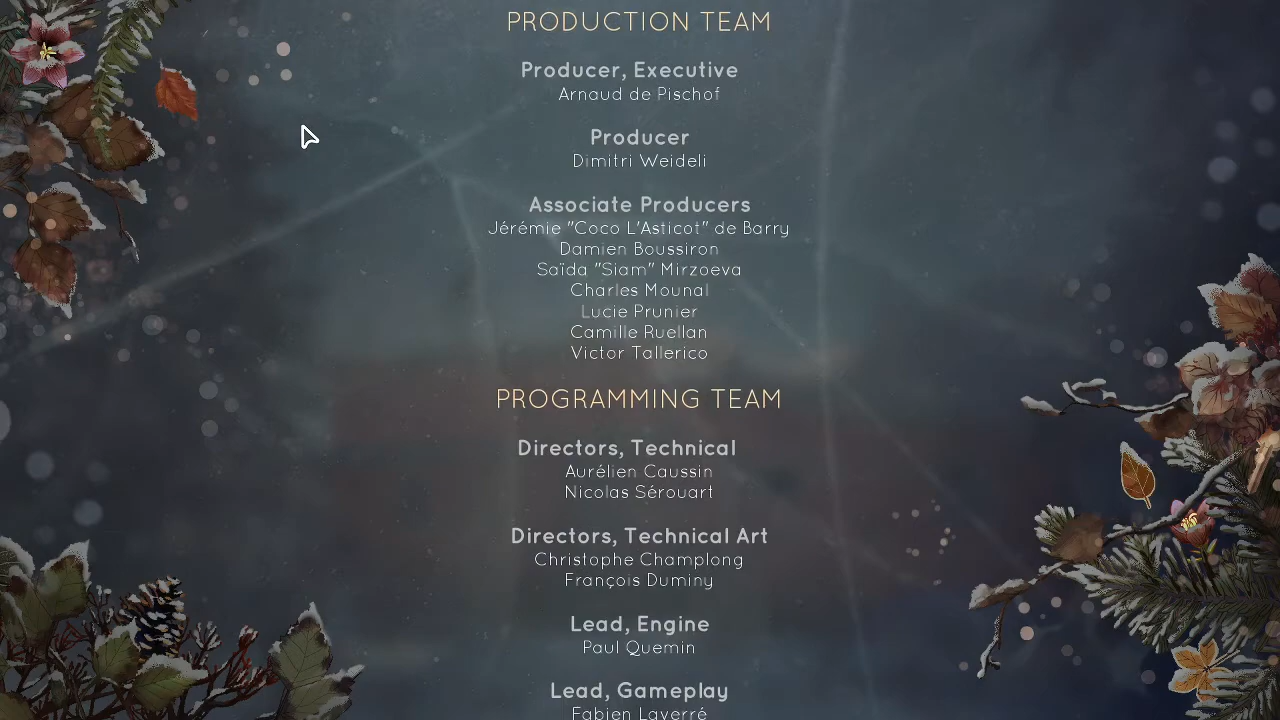 PRODUCTION TEAM
Producer, Executive
Arnaud de Pischof
Producer
Dimitri Weideli
Associate Producers
Jérémie "Coco L'Asticot" de Barry
Damien Boussiron
Saïda "Siam" Mirzoeva
Charles Mounal
Lucie Prunier
Camille Ruellan
Victor Tallerico
PROGRAMMING TEAM
Directors, Technical
Aurélien Caussin
Nicolas Sérouart
Directors, Technical Art
Christophe Champlong
François Duminy
Lead, Engine
Paul Quemin
Lead, Gameplay
Fabien Laverré